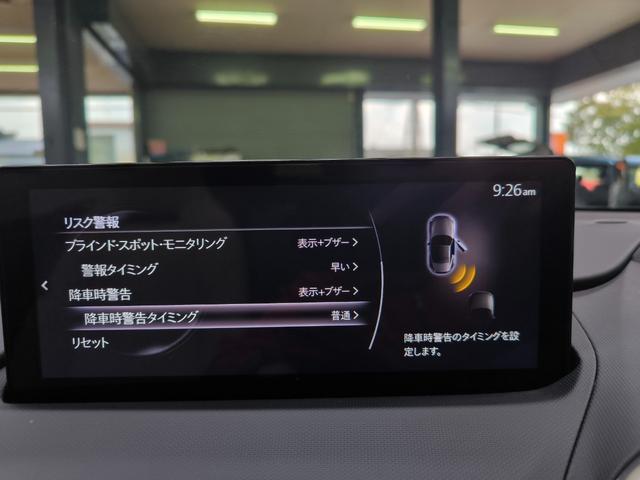 9:26am
リスク警報
ブラインド・スポット・モニタリング 表示+ブザー
警報タイミング 早い
降車時警告 表示+ブザー
降車時警告タイミング 普通
リセット
降車時警告のタイミングを設
定します。